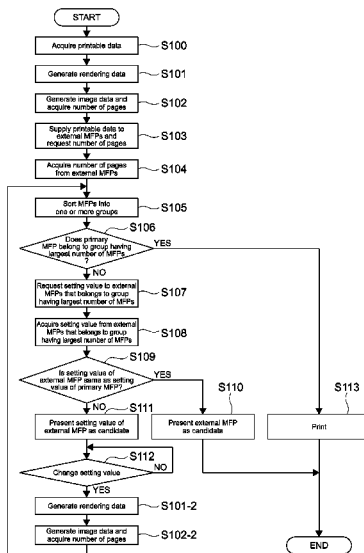 START
Acquire printable data
S100
Generate rendering data
S101
Generate image data and
acquire number of pages
S102
Supply printable data to
external MFPs and
request number of pages
S103
Acquire number of pages
from external MFPs
S104
Sort MFPs into
one or more groups
S105
S106
Does primary
MFP belong to group having
largest number of MFPs
?
YES
NO
Request setting value to external
MFPs that belongs to group
having largest number of MFPs
S107
Acquire setting value from external
MFPs that belongs to group
having largest number of MFPs
S108
S109
Is setting value of
external MFP same as setting
value of primary MFP?
YES
NO
S111
Present setting value of
external MFP as candidate
S110
Present external MFP
as candidate
S113
Print
S112
Change setting value
NO
YES
Generate rendering data
S101-2
Generate image data and
acquire number of pages
S102-2
END